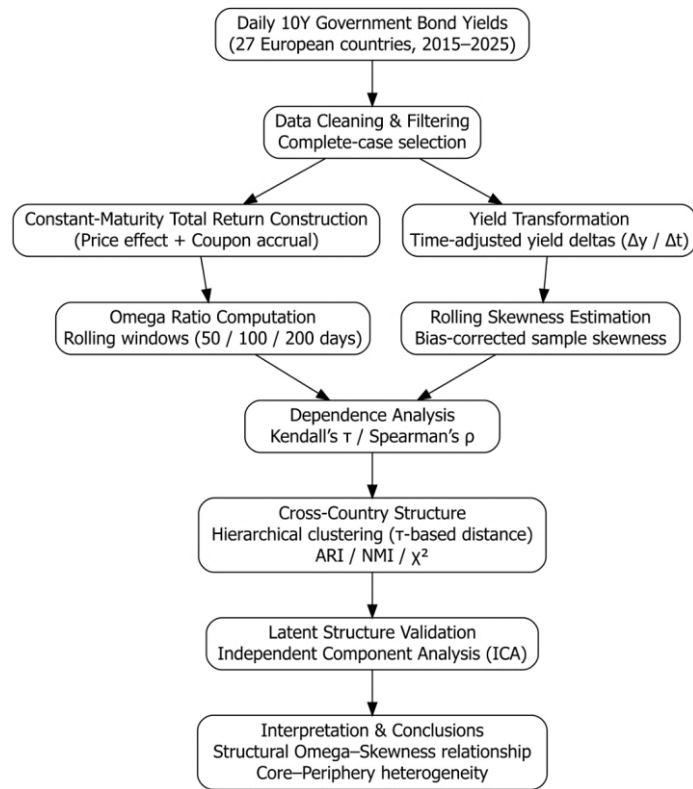 Daily 10Y Government Bond Yields
(27 European countries, 2015–2025)
Data Cleaning & Filtering
Complete-case selection
Constant-Maturity Total Return Construction
(Price effect + Coupon accrual)
Yield Transformation
Time-adjusted yield deltas (Δy / Δt)
Omega Ratio Computation
Rolling windows (50 / 100 / 200 days)
Rolling Skewness Estimation
Bias-corrected sample skewness
Dependence Analysis
Kendall’s τ / Spearman’s ρ
Cross-Country Structure
Hierarchical clustering (τ-based distance)
ARI / NMI / χ²
Latent Structure Validation
Independent Component Analysis (ICA)
Interpretation & Conclusions
Structural Omega–Skewness relationship
Core–Periphery heterogeneity